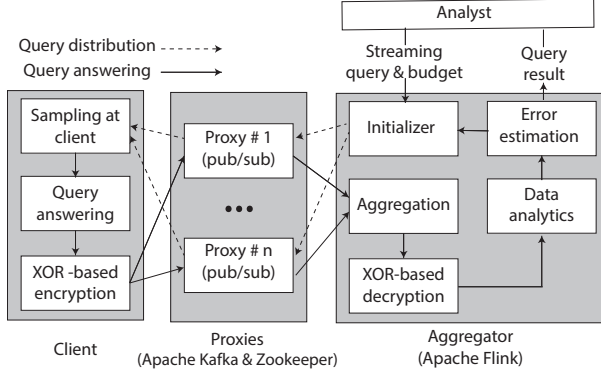 Analyst
Query distribution
Query answering
Streaming
query & budget
Query
result
Sampling at
client
Query
answering
XOR -based
encryption
Client
Proxy # 1
(pub/sub)
•••
Proxy # n
(pub/sub)
Proxies
(Apache Kafka & Zookeeper)
Initializer
Error
estimation
Aggregation
Data
analytics
XOR-based
decryption
Aggregator
(Apache Flink)